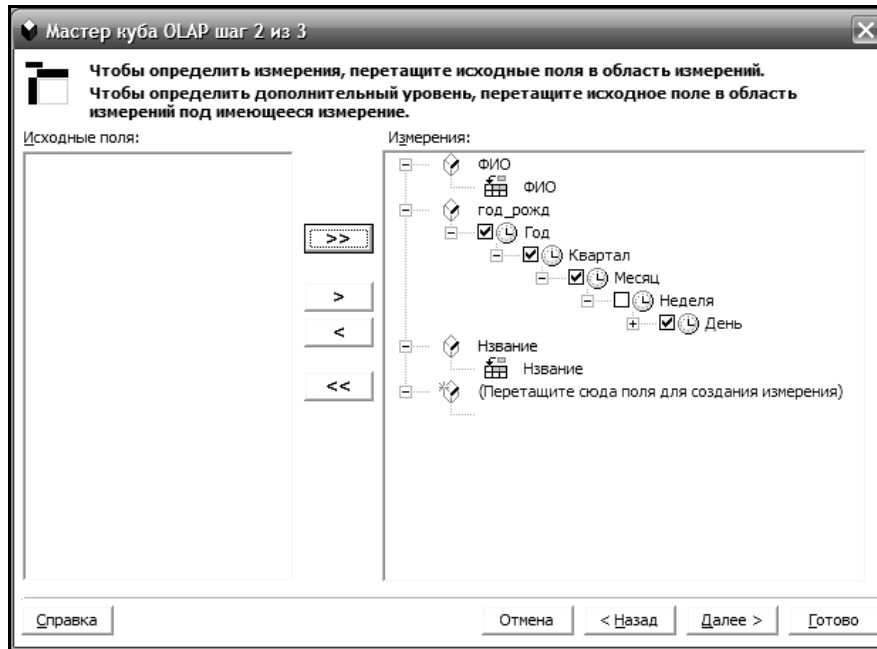 Мастер куба OLAP шаг 2 из 3
Чтобы определить измерения, перетащите исходные поля в область измерений.
Чтобы определить дополнительный уровень, перетащите исходное поле в область
измерений под имеющееся измерение.
Исходные поля:
Измерения:
ФИО
ФИО
год_рожд
Год
Квартал
Месяц
Неделя
День
Нзвание
Нзвание
(Перетащите сюда поля для создания измерения)
>>
>
<
<<
Справка
Отмена
< Назад
Далее >
Готово